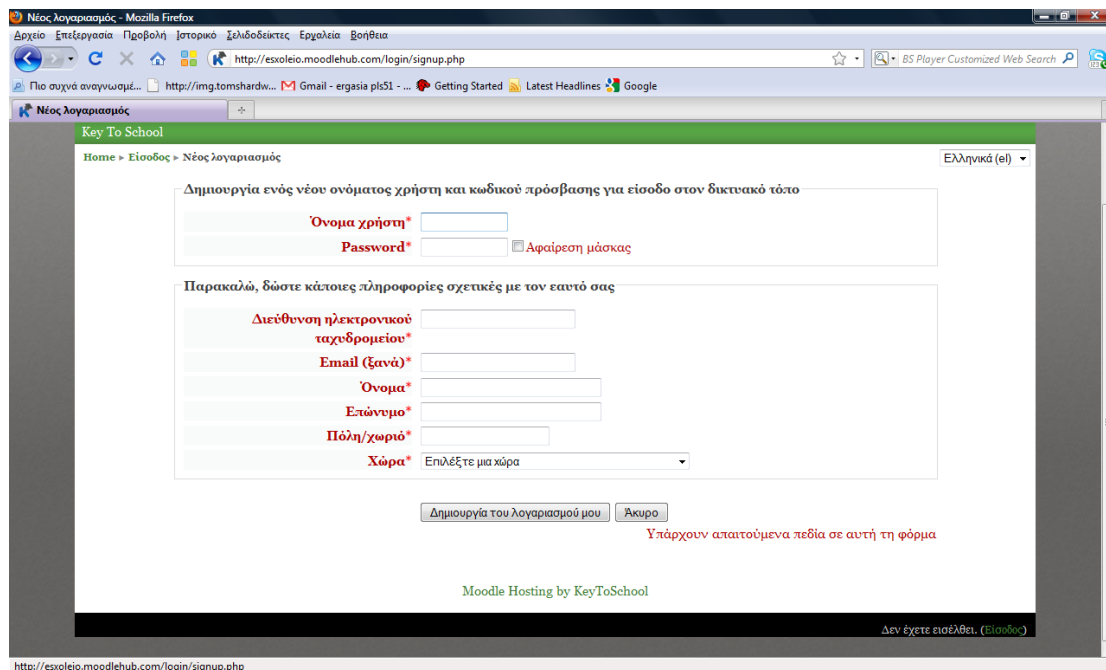 Νέος λογαριασμός - Mozilla Firefox
Αρχείο Επεξεργασία Προβολή Ιστορικό Σελιδοδείκτες Εργαλεία Βοήθεια
http://esxoleio.moodlehub.com/login/signup.php
BS Player Customized Web Search
Πιο συχνά αναγνωσμέ... http://img.tomshardw... Gmail - ergasia pls51 - ... Getting Started Latest Headlines Google
Νέος λογαριασμός
Key To School
Home ► Είσοδος ► Νέος λογαριασμός
Ελληνικά (el)
Δημιουργία ενός νέου ονόματος χρήστη και κωδικού πρόσβασης για είσοδο στον δικτυακό τόπο
Όνομα χρήστη*
Password* Αφαίρεση μάσκας
Παρακαλώ, δώστε κάποιες πληροφορίες σχετικές με τον εαυτό σας
Διεύθυνση ηλεκτρονικού
ταχυδρομείου*
Email (ξανά)*
Όνομα*
Επώνυμο*
Πόλη/χωριό*
Χώρα* Επιλέξτε μια χώρα
Δημιουργία του λογαριασμού μου Άκυρο
Υπάρχουν απαιτούμενα πεδία σε αυτή τη φόρμα
Moodle Hosting by KeyToSchool
Δεν έχετε εισέλθει. (Είσοδος)
http://esxoleio.moodlehub.com/login/signup.php